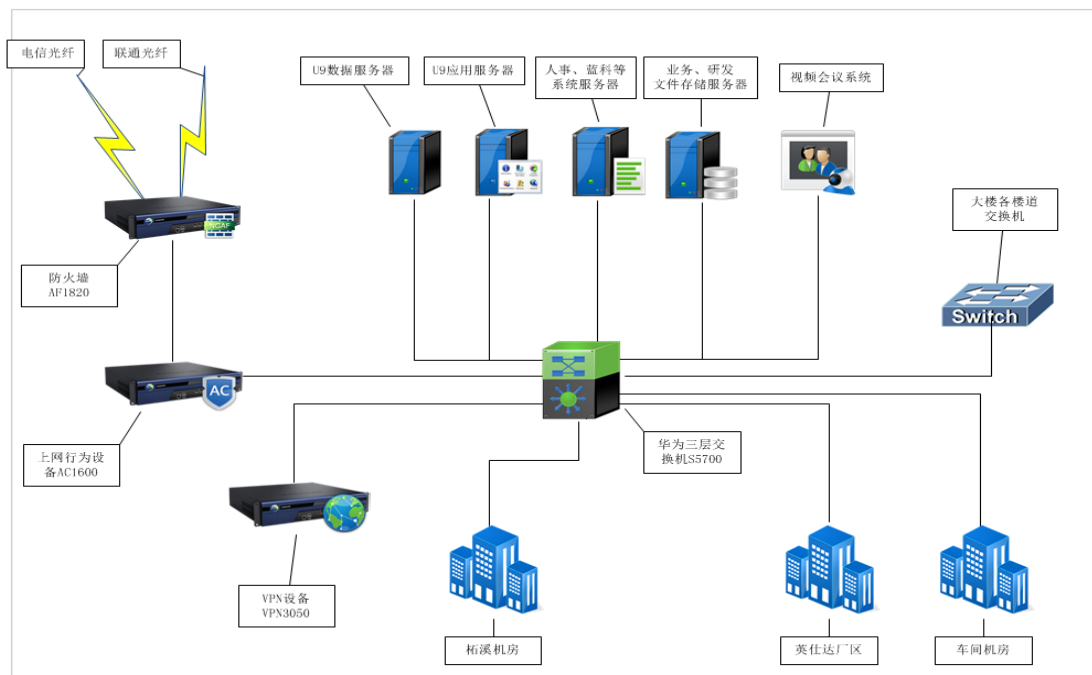 电信光纤
联通光纤
U9数据服务器
U9应用服务器
人事、蓝科等
系统服务器
业务、研发
文件存储服务器
视频会议系统
大楼各楼道
交换机
防火墙
AF1820
Switch
AC
上网行为设
备AC1600
华为三层交
换机S5700
VPN设备
VPN3050
柘溪机房
英仕达厂区
车间机房